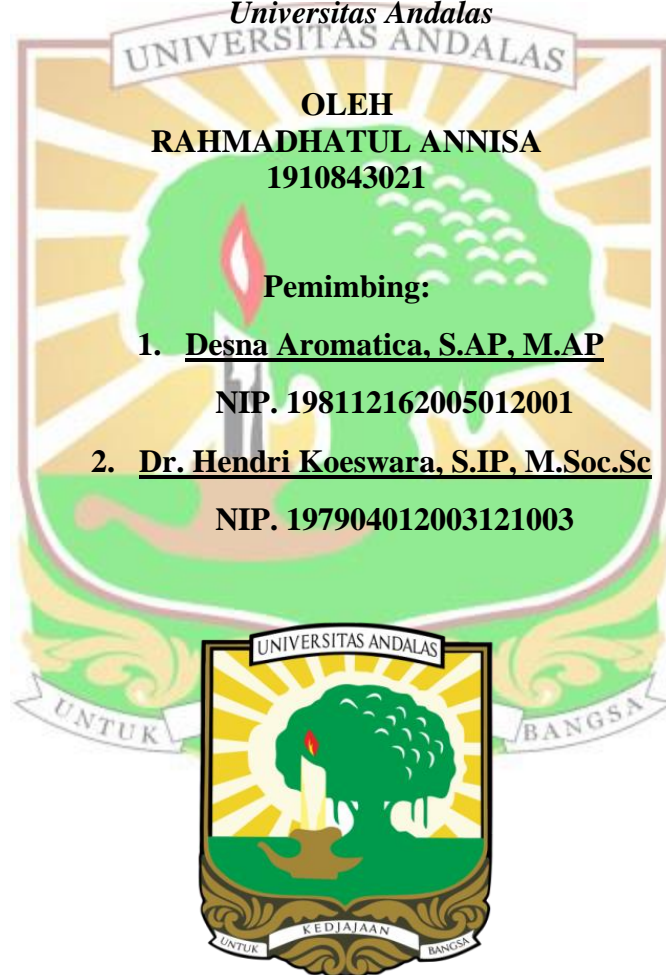 Universitas Andalas
UNIVERSITAS ANDALAS
OLEH
RAHMADHATUL ANNISA
1910843021
Pemimbing:
1. Desna Aromatica, S.AP, M.AP
NIP. 198112162005012001
2. Dr. Hendri Koeswara, S.IP, M.Soc.Sc
NIP. 197904012003121003
UNIVERSITAS ANDALAS
UNTUK BANGSA
KEDJAJAAN
UNTUK BANGSA